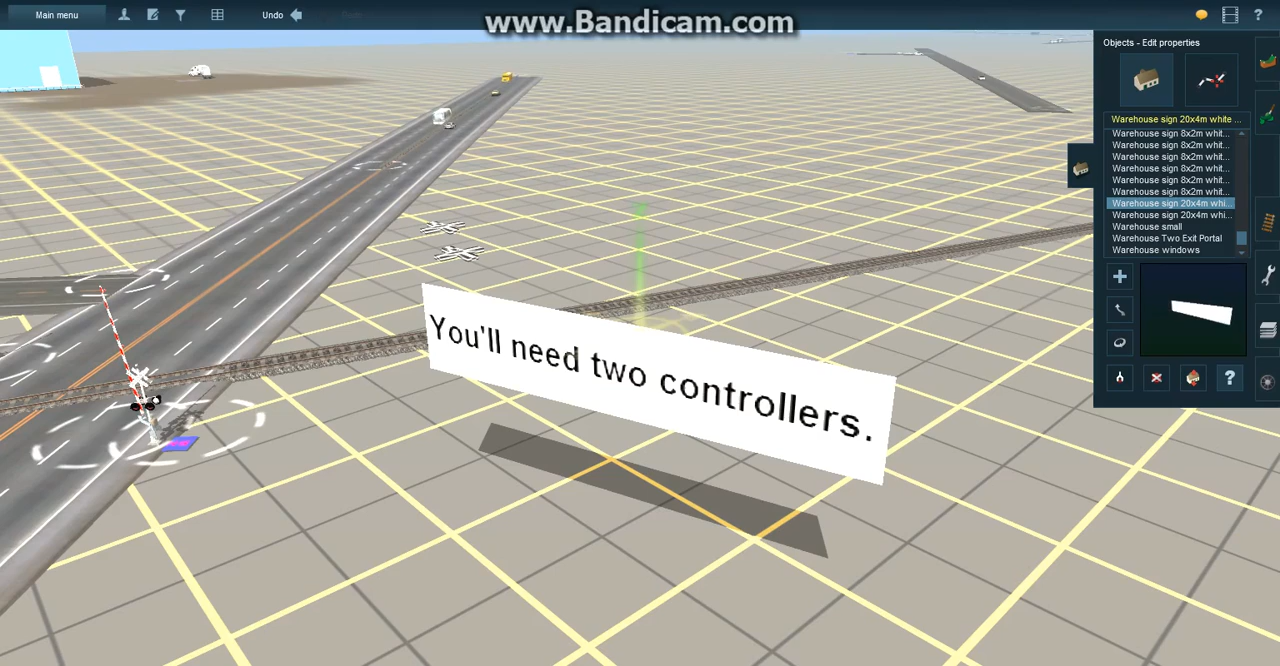 www.Bandicam.com
Main menu
Undo
?
Objects - Edit properties
Warehouse sign 20x4m white ...
Warehouse sign 8x2m whit...
Warehouse sign 8x2m whit...
Warehouse sign 8x2m whit...
Warehouse sign 8x2m whit...
Warehouse sign 8x2m whit...
Warehouse sign 8x2m whit...
Warehouse sign 20x4m whi...
Warehouse sign 20x4m whi...
Warehouse small
Warehouse Two Exit Portal
Warehouse windows
?
You'll need two controllers.